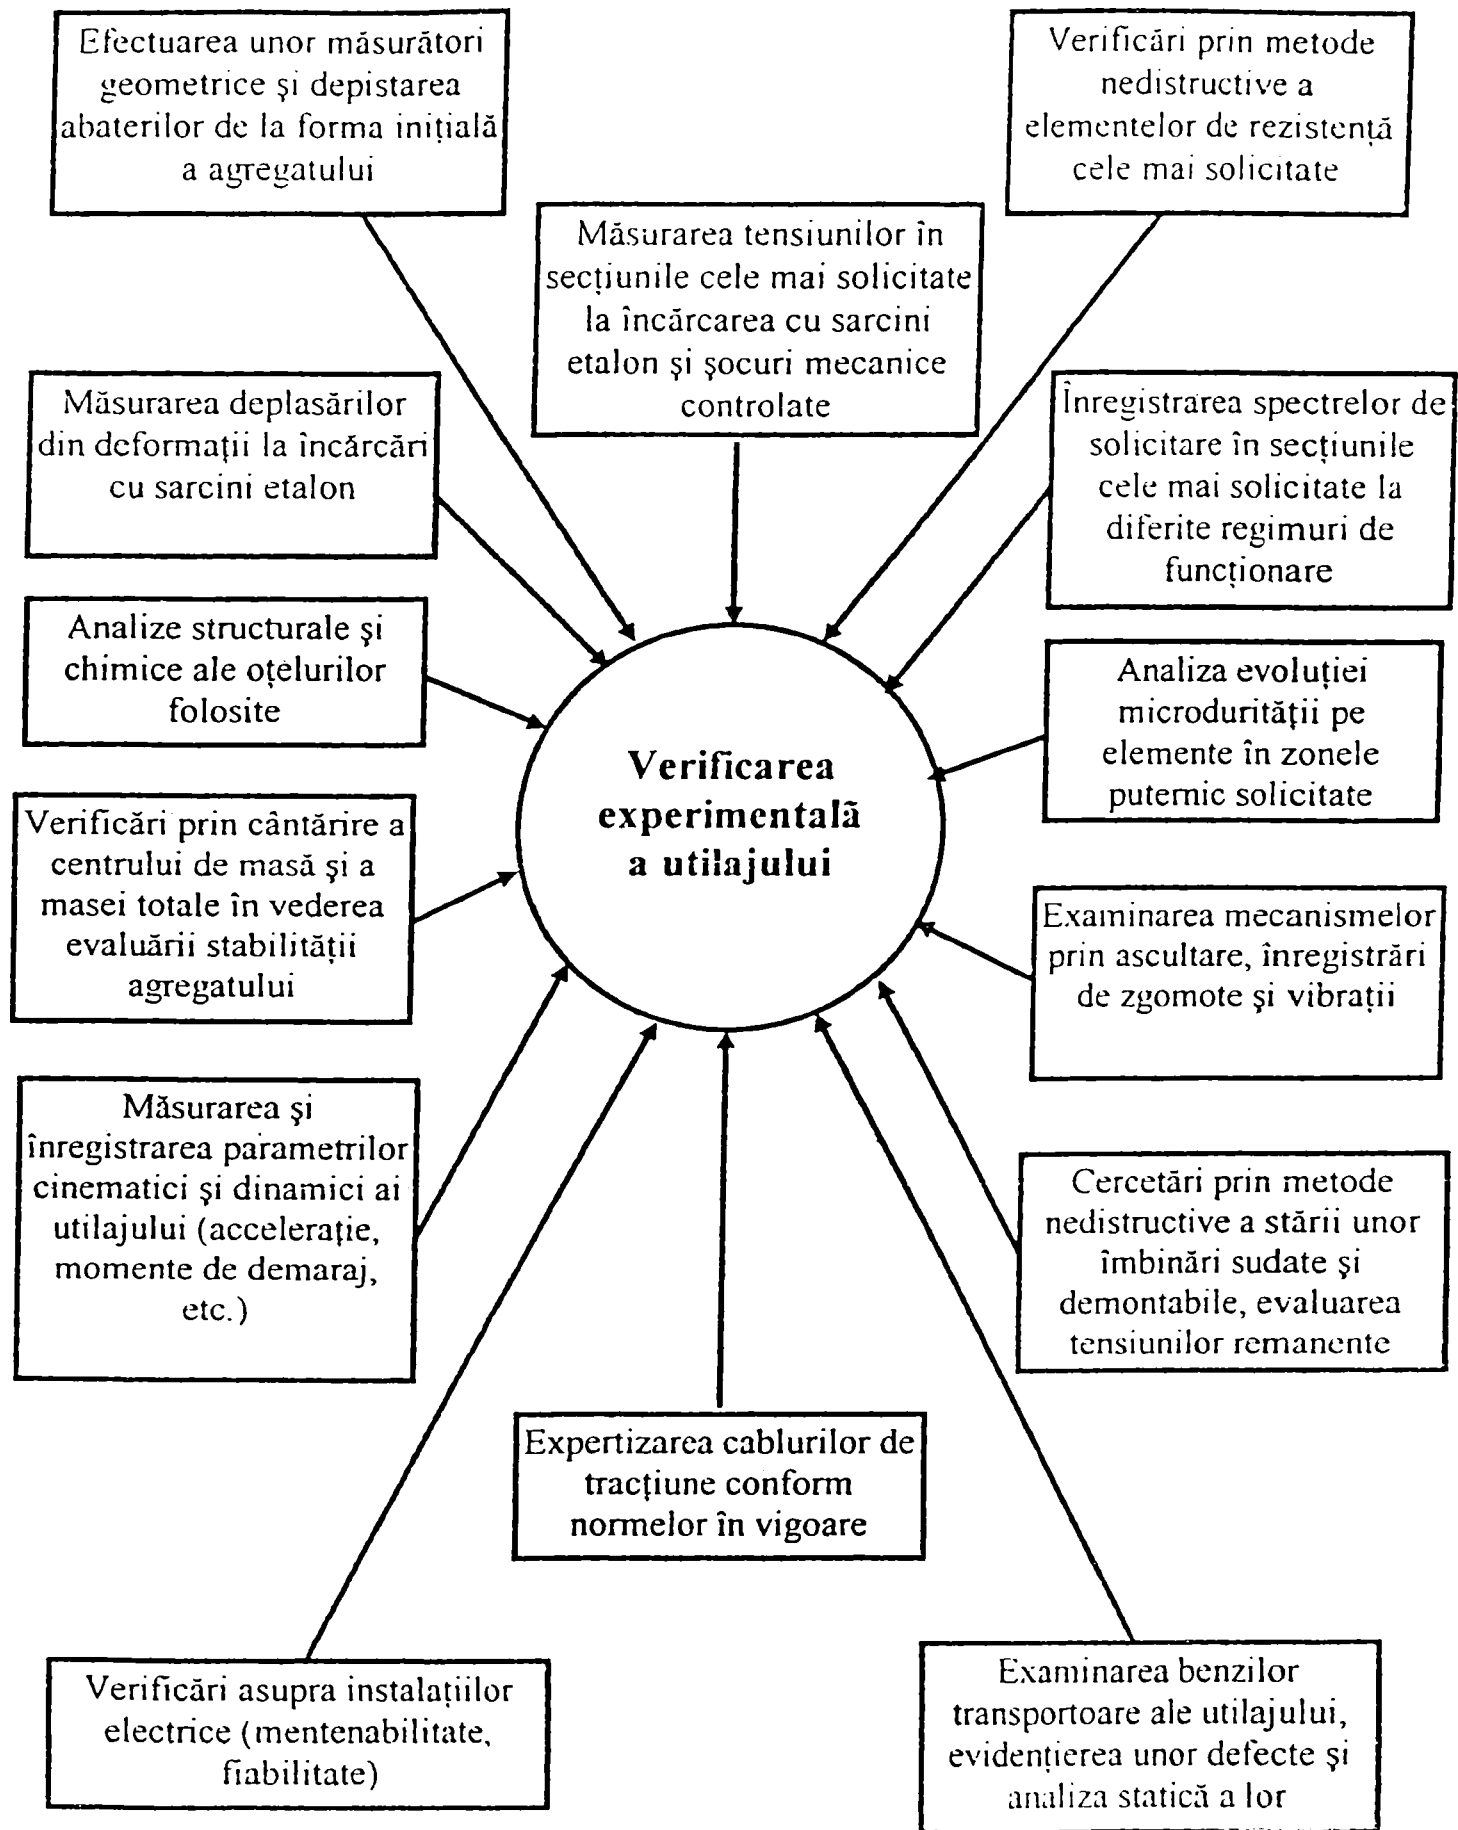 Efectuarea unor măsurători
geometrice şi depistarea
abaterilor de la forma iniţială
a agregatului
Verificări prin metode
nedistructive a
elementelor de rezistenţă
cele mai solicitate
Măsurarea tensiunilor în
secţiunile cele mai solicitate
la încărcarea cu sarcini
etalon şi şocuri mecanice
controlate
Măsurarea deplasărilor
din deformaţii la încărcări
cu sarcini etalon
Înregistrarea spectrelor de
solicitare în secţiunile
cele mai solicitate la
diferite regimuri de
funcţionare
Analize structurale şi
chimice ale oţelurilor
folosite
Analiza evoluţiei
microdurităţii pe
elemente în zonele
puternic solicitate
Verificarea
experimentală
a utilajului
Verificări prin cântărire a
centrului de masă şi a
masei totale în vederea
evaluării stabilităţii
agregatului
Examinarea mecanismelor
prin ascultare, înregistrări
de zgomote şi vibraţii
Măsurarea şi
înregistrarea parametrilor
cinematici şi dinamici ai
utilajului (acceleraţie,
momente de demaraj,
etc.)
Cercetări prin metode
nedistructive a stării unor
îmbinări sudate şi
demontabile, evaluarea
tensiunilor remanente
Expertizarea cablurilor de
tracţiune conform
normelor în vigoare
Verificări asupra instalaţiilor
electrice (mentenabilitate,
fiabilitate)
Examinarea benzilor
transportoare ale utilajului,
evidenţierea unor defecte şi
analiza statică a lor